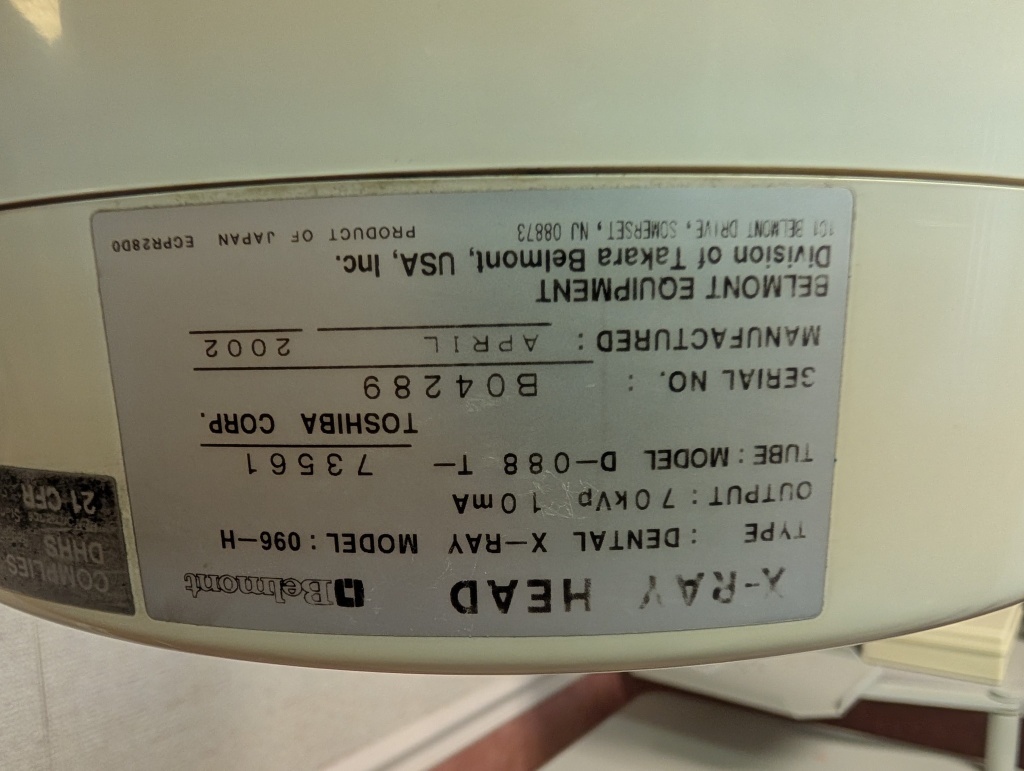 X-RAY HEAD Belmont
TYPE : DENTAL X-RAY MODEL : 096-H
OUTPUT : 70kVp 10mA
TUBE : MODEL D-088 T- 73561
TOSHIBA CORP.
SERIAL NO. : B04289
MANUFACTURED : APRIL 2002
BELMONT EQUIPMENT
Division of Takara Belmont, USA, Inc.
101 BELMONT DRIVE, SOMERSET, NJ 08873 PRODUCT OF JAPAN ECPR28D0
COMPLIES
DHHS
21 CFR